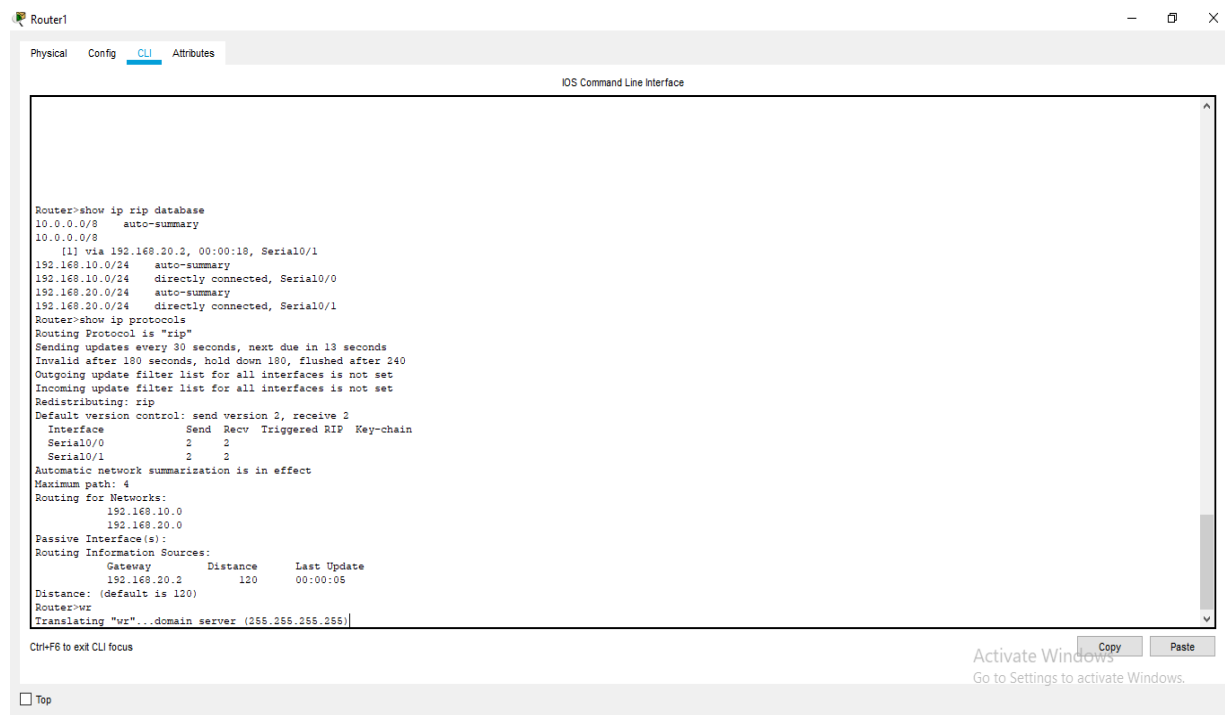 Router1
Physical Config CLI Attributes
IOS Command Line Interface
Router>show ip rip database
10.0.0.0/8 auto-summary
10.0.0.0/8
[1] via 192.168.20.2, 00:00:18, Serial0/1
192.168.10.0/24 auto-summary
192.168.10.0/24 directly connected, Serial0/0
192.168.20.0/24 auto-summary
192.168.20.0/24 directly connected, Serial0/1
Router>show ip protocols
Routing Protocol is "rip"
Sending updates every 30 seconds, next due in 13 seconds
Invalid after 180 seconds, hold down 180, flushed after 240
Outgoing update filter list for all interfaces is not set
Incoming update filter list for all interfaces is not set
Redistributing: rip
Default version control: send version 2, receive 2
Interface Send Recv Triggered RIP Key-chain
Serial0/0 2 2
Serial0/1 2 2
Automatic network summarization is in effect
Maximum path: 4
Routing for Networks:
192.168.10.0
192.168.20.0
Passive Interface(s):
Routing Information Sources:
Gateway Distance Last Update
192.168.20.2 120 00:00:05
Distance: (default is 120)
Router>wr
Translating "wr"...domain server (255.255.255.255)
Ctrl+F6 to exit CLI focus
Copy Paste
Activate Windows
Go to Settings to activate Windows.
Top